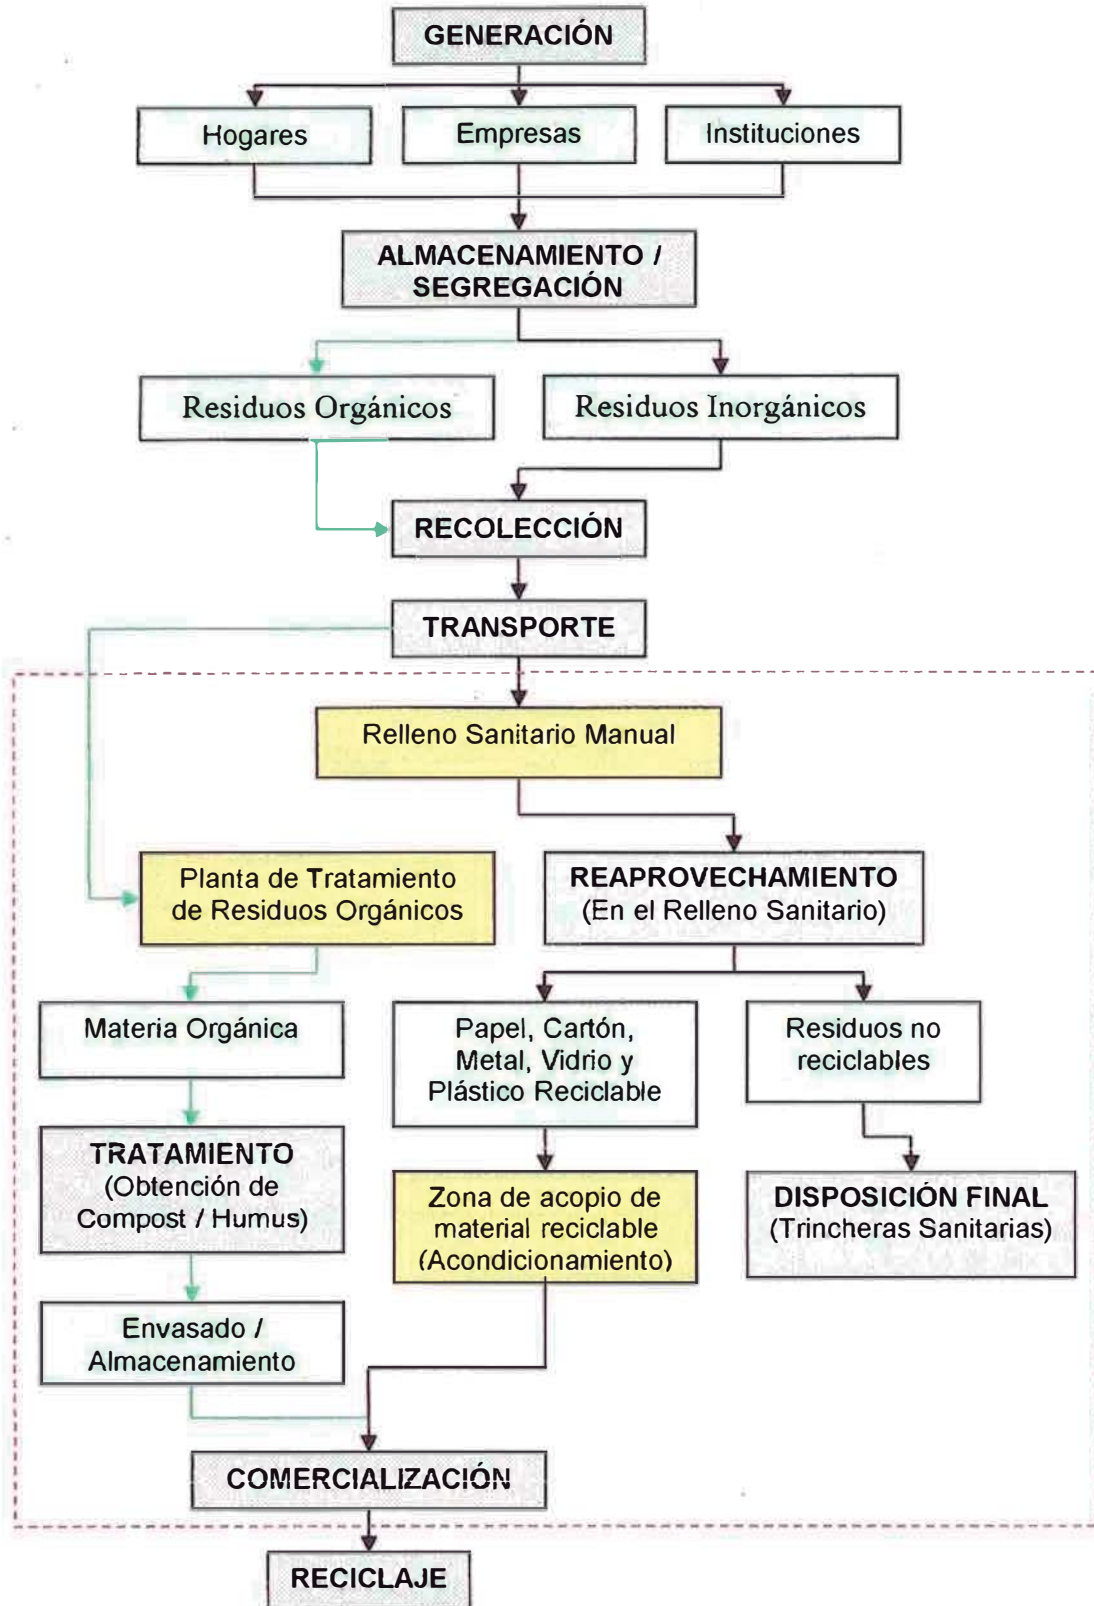 GENERACIÓN
Hogares
Empresas
Instituciones
ALMACENAMIENTO /
SEGREGACIÓN
Residuos Orgánicos
Residuos Inorgánicos
RECOLECCIÓN
TRANSPORTE
Relleno Sanitario Manual
Planta de Tratamiento
de Residuos Orgánicos
REAPROVECHAMIENTO
(En el Relleno Sanitario)
Materia Orgánica
Papel, Cartón,
Metal, Vidrio y
Plástico Reciclable
Residuos no
reciclables
TRATAMIENTO
(Obtención de
Compost / Humus)
Zona de acopio de
material reciclable
(Acondicionamiento)
DISPOSICIÓN FINAL
(Trincheras Sanitarias)
Envasado /
Almacenamiento
COMERCIALIZACIÓN
RECICLAJE